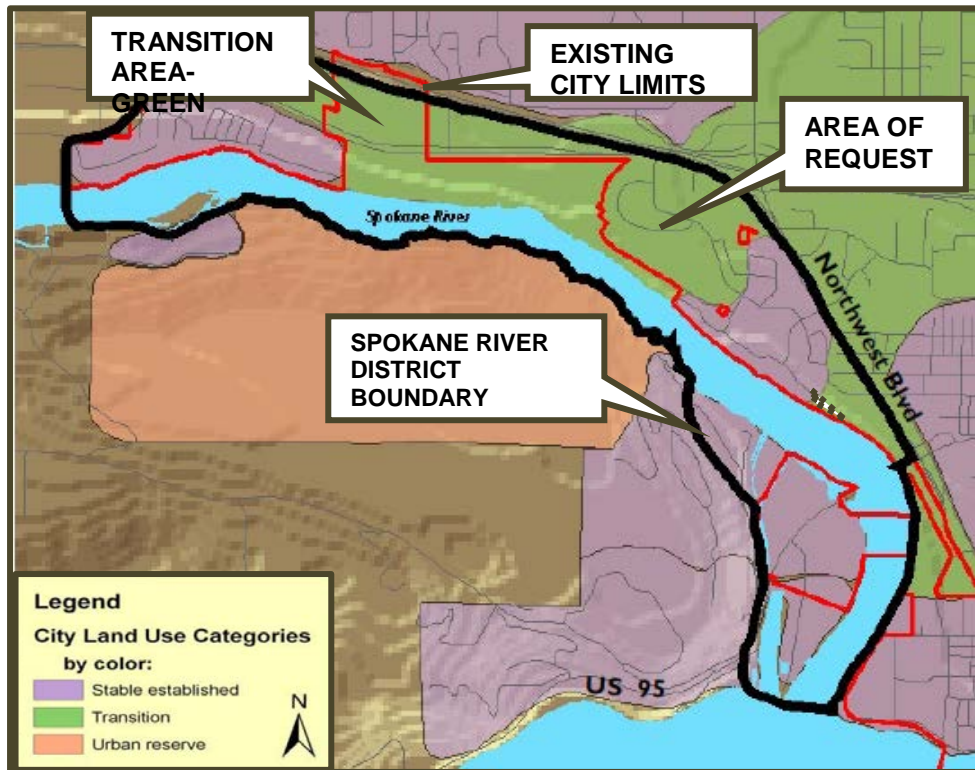 TRANSITION
AREA-
GREEN
EXISTING
CITY LIMITS
AREA OF
REQUEST
Spokane River
Northwest Blvd
SPOKANE RIVER
DISTRICT
BOUNDARY
US 95
Legend
City Land Use Categories
by color:
Stable established
Transition
Urban reserve
N